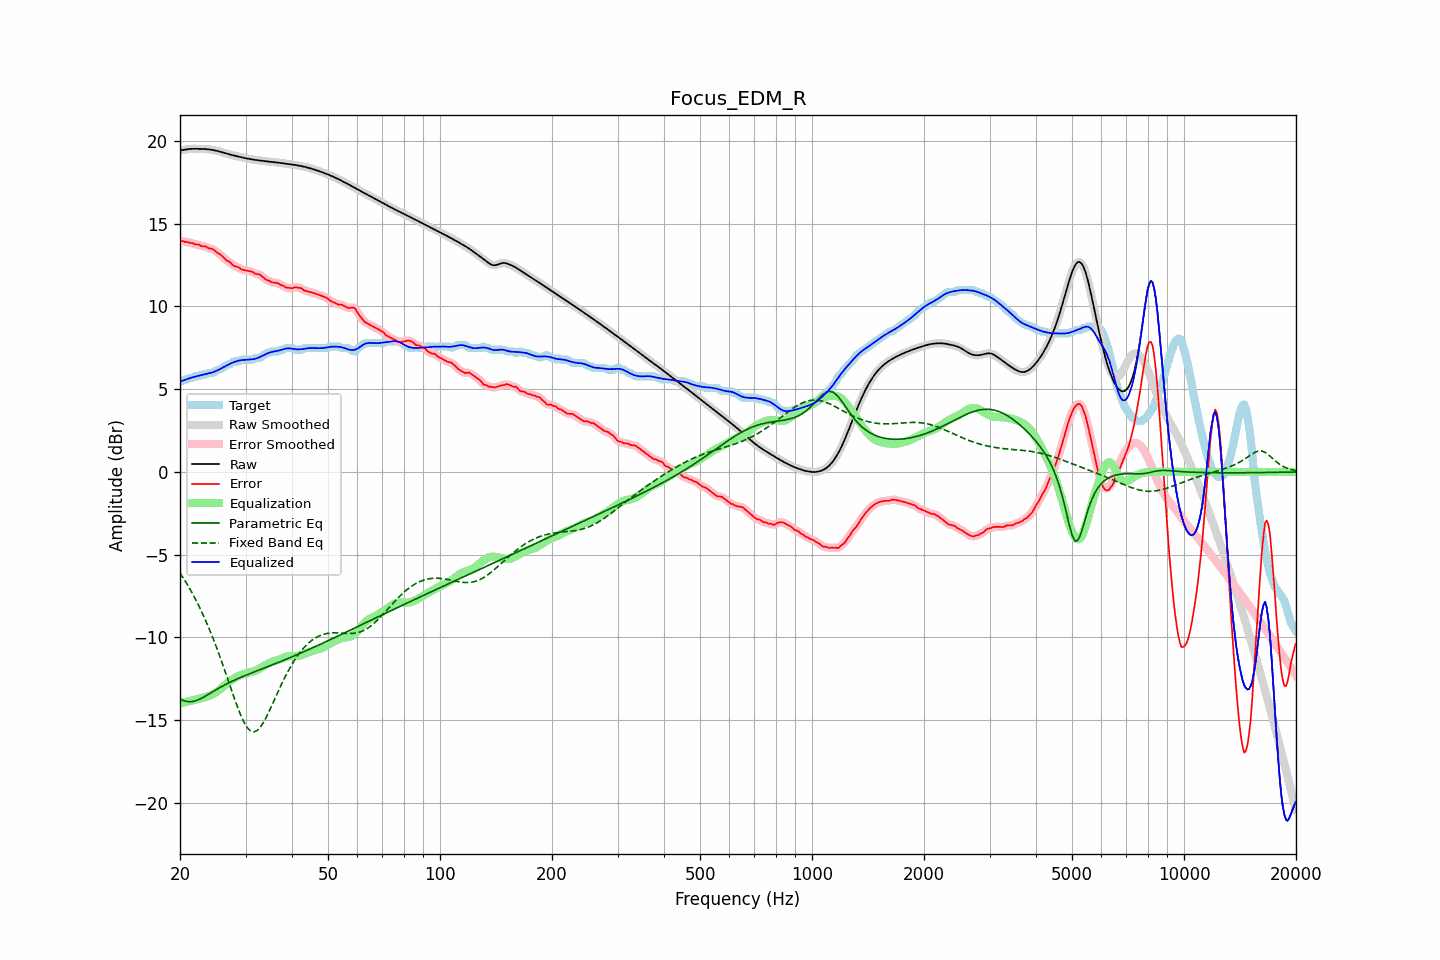 Focus_EDM_R
Amplitude (dBr)
20
15
10
5
0
−5
−10
−15
−20
Target
Raw Smoothed
Error Smoothed
Raw
Error
Equalization
Parametric Eq
Fixed Band Eq
Equalized
20 50 100 200 500 1000 2000 5000 10000 20000
Frequency (Hz)